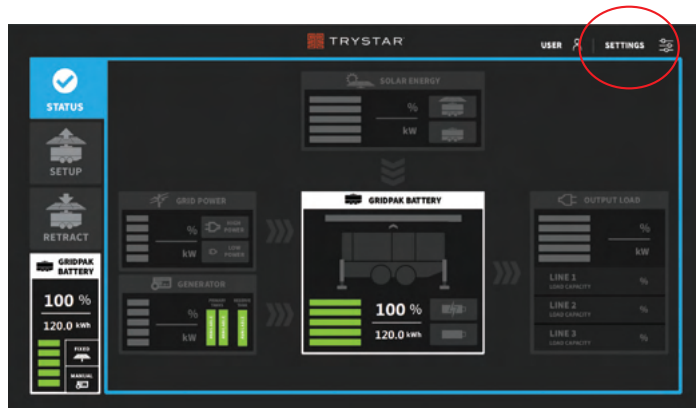 TRYSTAR
USER
SETTINGS
STATUS
SETUP
RETRACT
GRIDPAK
BATTERY
100 %
120.0 kWh
FIXED
MANUAL
SOLAR ENERGY
%
kW
GRID POWER
%
kW
HIGH
POWER
LOW
POWER
GENERATOR
%
kW
GRIDPAK BATTERY
100 %
120.0 kWh
OUTPUT LOAD
%
kW
LINE 1
LOAD CAPACITY
%
LINE 2
LOAD CAPACITY
%
LINE 3
LOAD CAPACITY
%